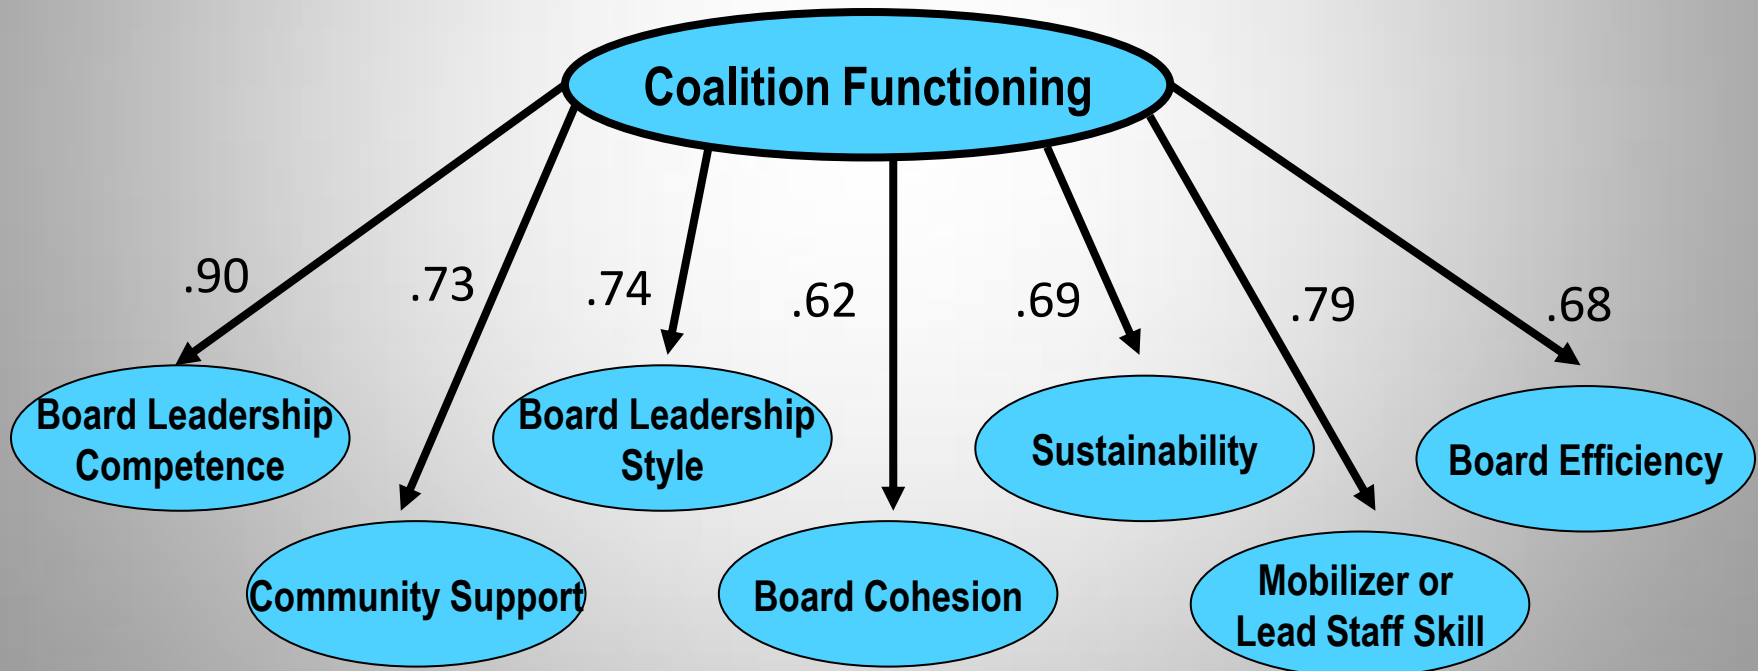 Coalition Functioning
.90
.73
.74
.62
.69
.79
.68
Board Leadership
Competence
Board Leadership
Style
Sustainability
Board Efficiency
Community Support
Board Cohesion
Mobilizer or
Lead Staff Skill